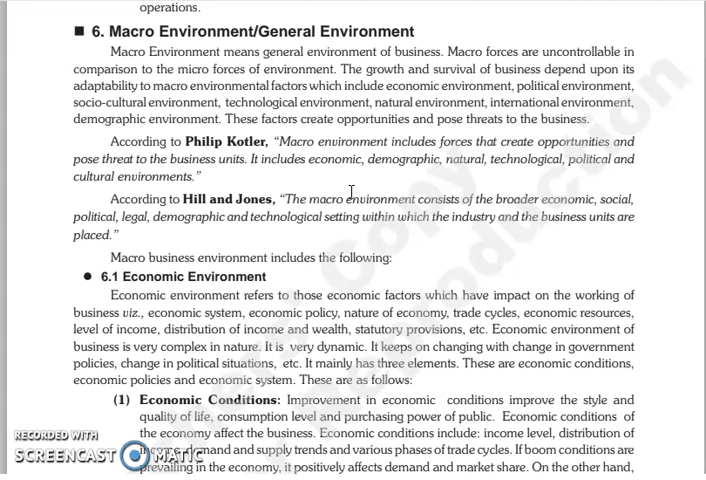 operations.
■ 6. Macro Environment/General Environment
Macro Environment means general environment of business. Macro forces are uncontrollable in
comparison to the micro forces of environment. The growth and survival of business depend upon its
adaptability to macro environmental factors which include economic environment, political environment,
socio-cultural environment, technological environment, natural environment, international environment,
demographic environment. These factors create opportunities and pose threats to the business.
According to Philip Kotler, “Macro environment includes forces that create opportunities and
pose threat to the business units. It includes economic, demographic, natural, technological, political and
cultural environments.”
According to Hill and Jones, “The macro environment consists of the broader economic, social,
political, legal, demographic and technological setting within which the industry and the business units are
placed.”
Macro business environment includes the following:
● 6.1 Economic Environment
Economic environment refers to those economic factors which have impact on the working of
business viz., economic system, economic policy, nature of economy, trade cycles, economic resources,
level of income, distribution of income and wealth, statutory provisions, etc. Economic environment of
business is very complex in nature. It is very dynamic. It keeps on changing with change in government
policies, change in political situations, etc. It mainly has three elements. These are economic conditions,
economic policies and economic system. These are as follows:
(1) Economic Conditions: Improvement in economic conditions improve the style and
quality of life, consumption level and purchasing power of public. Economic conditions of
the economy affect the business. Economic conditions include: income level, distribution of
income, demand and supply trends and various phases of trade cycles. If boom conditions are
prevailing in the economy, it positively affects demand and market share. On the other hand,
RECORDED WITH
SCREENCAST MATIC
Copy